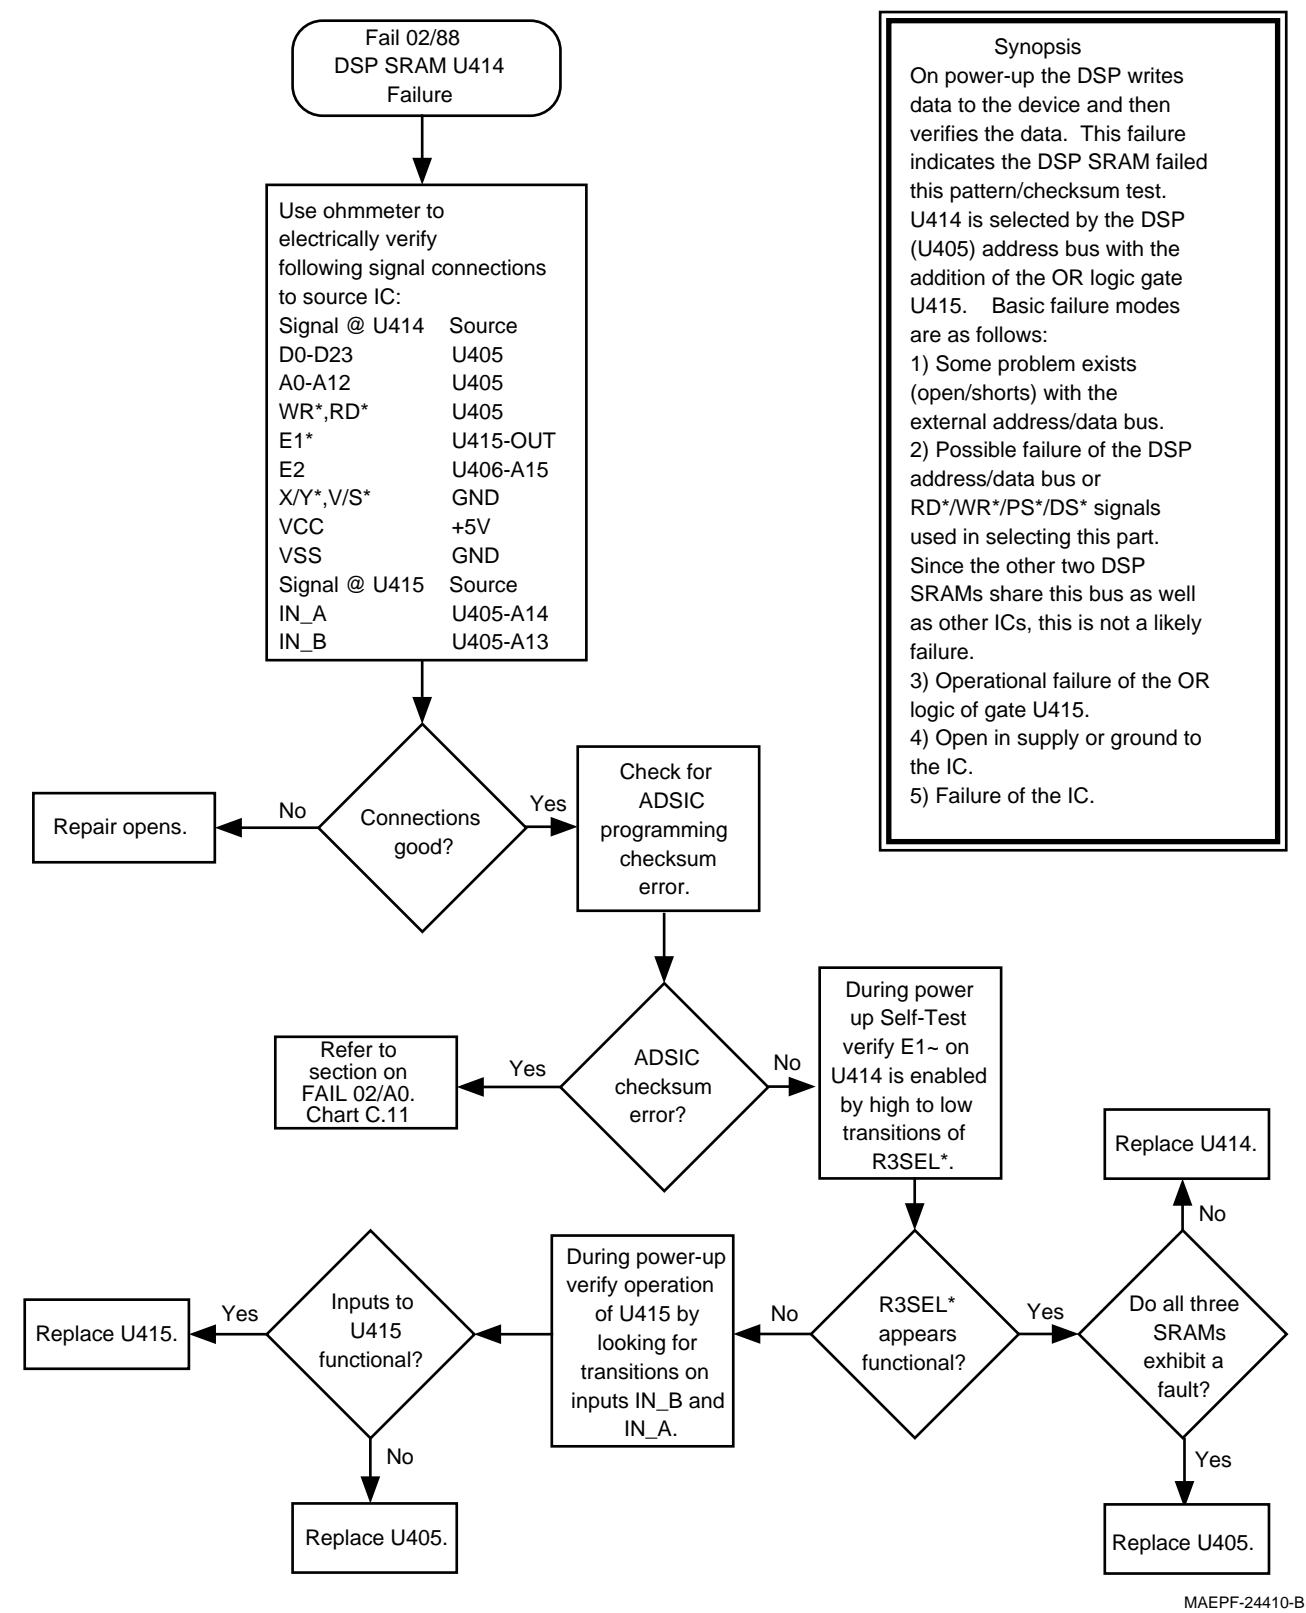 Fail 02/88
DSP SRAM U414
Failure
Use ohmmeter to
electrically verify
following signal connections
to source IC:
Signal @ U414 Source
D0-D23 U405
A0-A12 U405
WR*,RD* U405
E1* U415-OUT
E2 U406-A15
X/Y*,V/S* GND
VCC +5V
VSS GND
Signal @ U415 Source
IN_A U405-A14
IN_B U405-A13
Synopsis
On power-up the DSP writes
data to the device and then
verifies the data. This failure
indicates the DSP SRAM failed
this pattern/checksum test.
U414 is selected by the DSP
(U405) address bus with the
addition of the OR logic gate
U415. Basic failure modes
are as follows:
1) Some problem exists
(open/shorts) with the
external address/data bus.
2) Possible failure of the DSP
address/data bus or
RD*/WR*/PS*/DS* signals
used in selecting this part.
Since the other two DSP
SRAMs share this bus as well
as other ICs, this is not a likely
failure.
3) Operational failure of the OR
logic of gate U415.
4) Open in supply or ground to
the IC.
5) Failure of the IC.
Connections
good?
No
Repair opens.
Yes
Check for
ADSIC
programming
checksum
error.
ADSIC
checksum
error?
Yes
Refer to
section on
FAIL 02/A0.
Chart C.11
No
During power
up Self-Test
verify E1~ on
U414 is enabled
by high to low
transitions of
R3SEL*.
R3SEL*
appears
functional?
No
During power-up
verify operation
of U415 by
looking for
transitions on
inputs IN_B and
IN_A.
Inputs to
U415
functional?
Yes
Replace U415.
No
Replace U405.
Yes
Do all three
SRAMs
exhibit a
fault?
No
Replace U414.
Yes
Replace U405.
MAEPF-24410-B